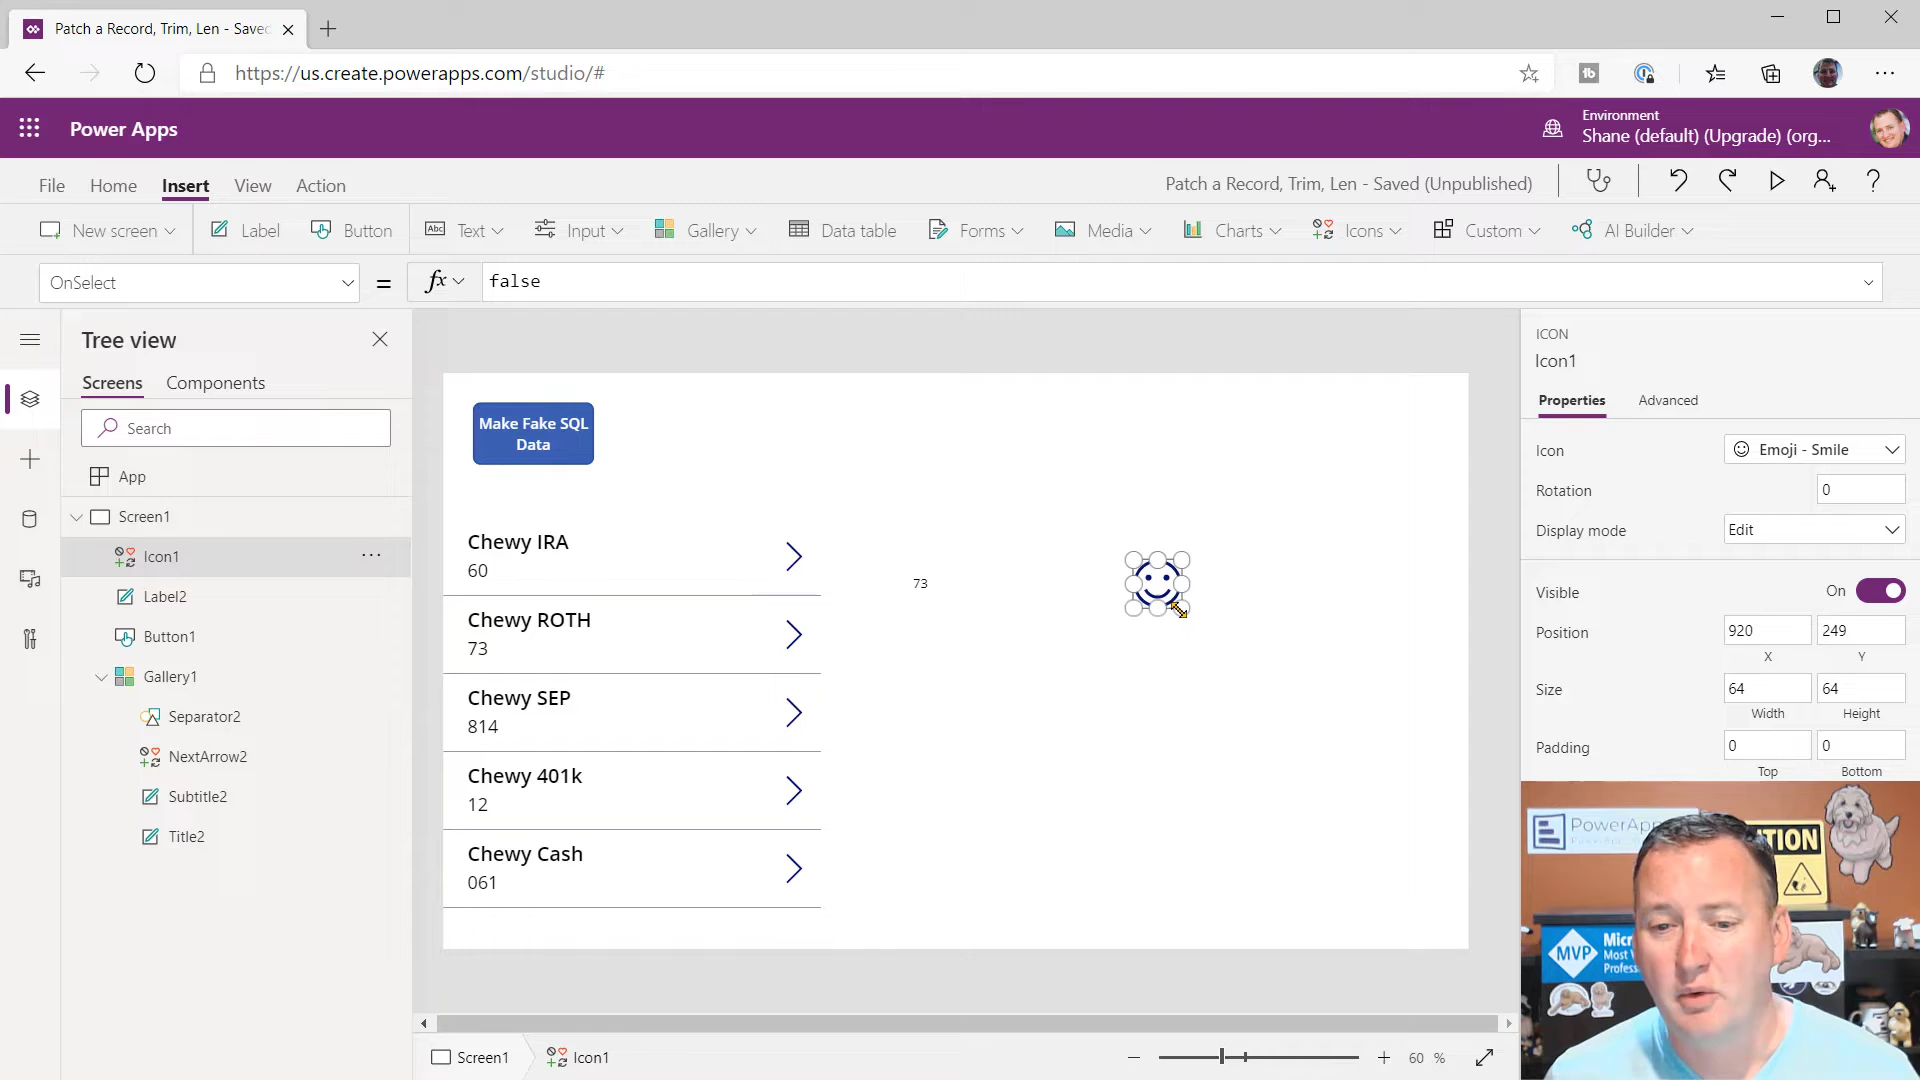 Patch a Record, Trim, Len - Saved
https://us.create.powerapps.com/studio/#
Power Apps
Environment
Shane (default) (Upgrade) (org...
File Home Insert View Action
Patch a Record, Trim, Len - Saved (Unpublished)
New screen Label Button Text Input Gallery Data table Forms Media Charts Icons Custom AI Builder
OnSelect = fx false
Tree view
Screens Components
Search
App
Screen1
Icon1 ...
Label2
Button1
Gallery1
Separator2
NextArrow2
Subtitle2
Title2
Make Fake SQL
Data
Chewy IRA
60
Chewy ROTH
73
Chewy SEP
814
Chewy 401k
12
Chewy Cash
061
73
ICON
Icon1
Properties Advanced
Icon Emoji - Smile
Rotation 0
Display mode Edit
Visible On
Position 920 249
X Y
Size 64 64
Width Height
Padding 0 0
Top Bottom
MVP
Screen1 Icon1
60 %